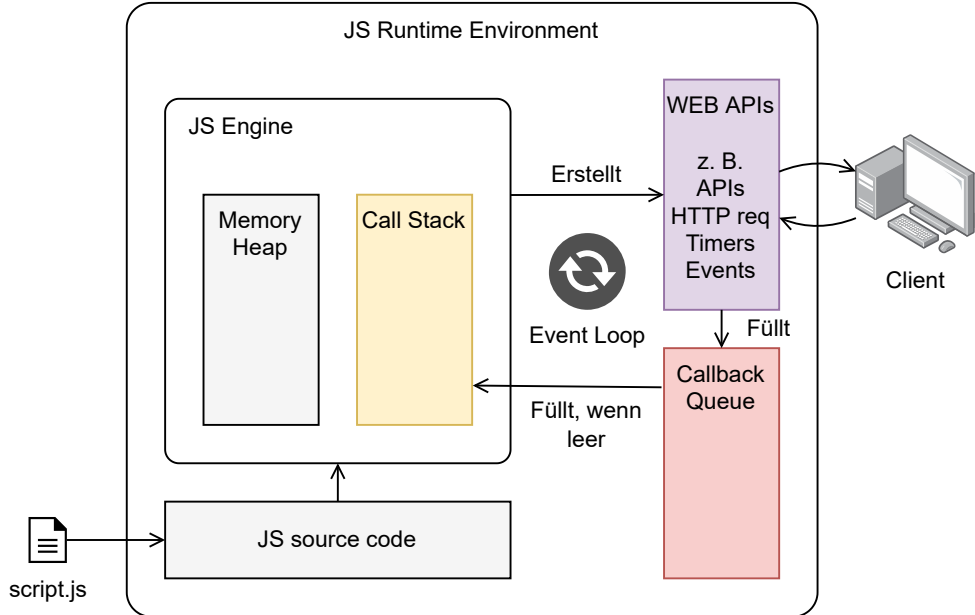 JS Runtime Environment
JS Engine
Memory
Heap
Call Stack
Erstellt
WEB APIs
z. B.
APIs
HTTP req
Timers
Events
Client
Event Loop
Füllt
Callback
Queue
Füllt, wenn
leer
JS source code
script.js